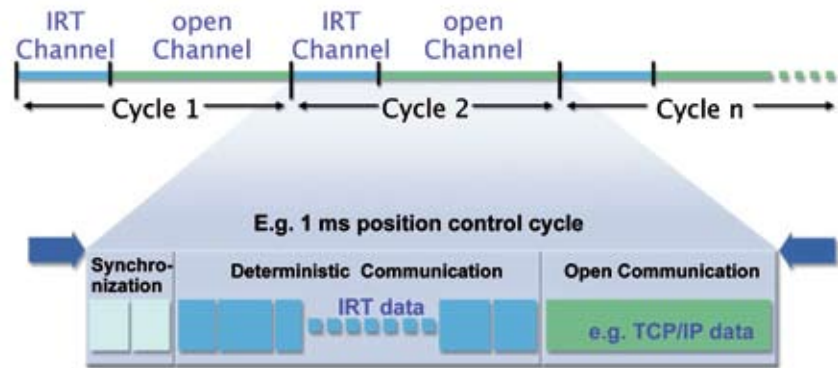 IRT Channel
open Channel
IRT Channel
open Channel
Cycle 1
Cycle 2
Cycle n
E.g. 1 ms position control cycle
Synchro-
nization
Deterministic Communication
Open Communication
IRT data
e.g. TCP/IP data